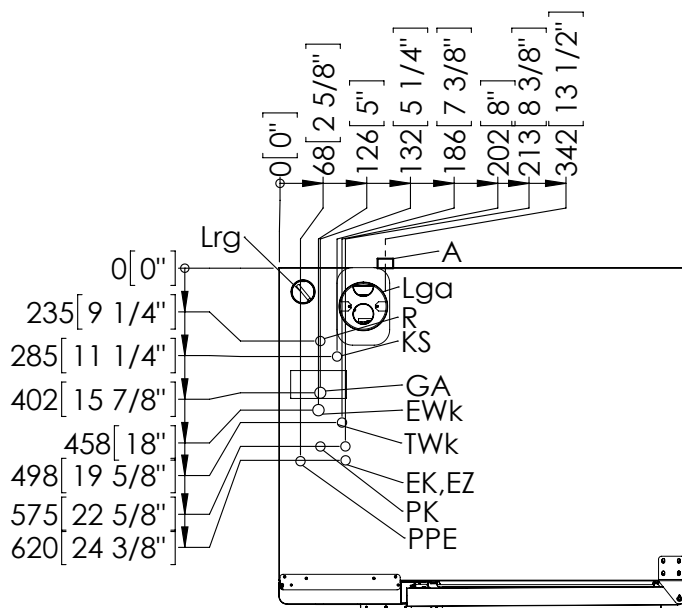 0[0"]
68[2 5/8"]
126[5"]
132[5 1/4"]
186[7 3/8"]
202[8"]
213[8 3/8"]
342[13 1/2"]
Lrg
A
0[0"]
Lga
235[9 1/4"]
R
285[11 1/4"]
KS
402[15 7/8"]
GA
EWk
458[18"]
TWk
498[19 5/8"]
EK,EZ
575[22 5/8"]
PK
620[24 3/8"]
PPE